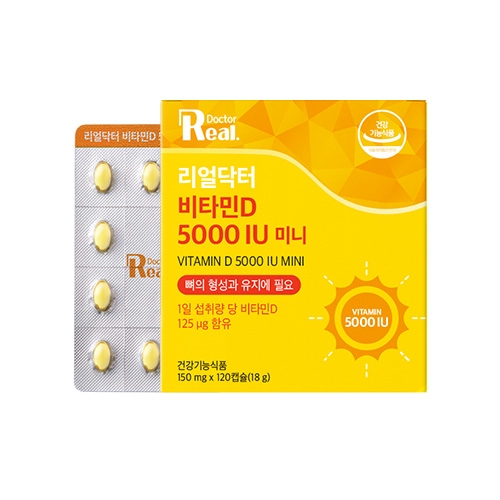 Doctor
Real.
건강
기능식품
리얼닥터 비타민D 5
리얼닥터
비타민D
5000 IU 미니
VITAMIN D 5000 IU MINI
뼈의 형성과 유지에 필요
1일 섭취량 당 비타민D
125 µg 함유
Doctor
Real
VITAMIN
5000 IU
건강기능식품
150 mg x 120캡슐(18 g)